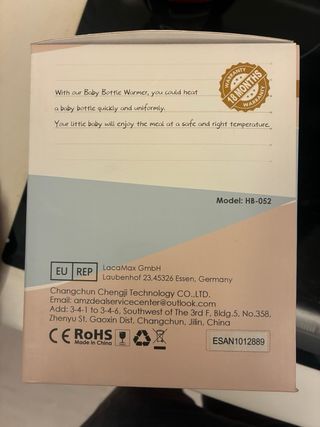 With our Baby Bottle Warmer, you could heat
a baby bottle quickly and uniformly.
Your little baby will enjoy the meal at a safe and right temperature.
WARRANTY
18 MONTHS
WARRANTY
Model: HB-052
EU REP
LacaMax GmbH
Laubenhof 23,45326 Essen, Germany
Changchun Chengji Technology CO.,LTD.
Email: amzdealservicecenter@outlook.com
Add: 3-4-1 to 3-4-6, Southwest of The 3rd F, Bldg.5, No.358,
Zhenyu St, Gaoxin Dist, Changchun, Jilin, China
CE RoHS
Made in China
ESAN1012889